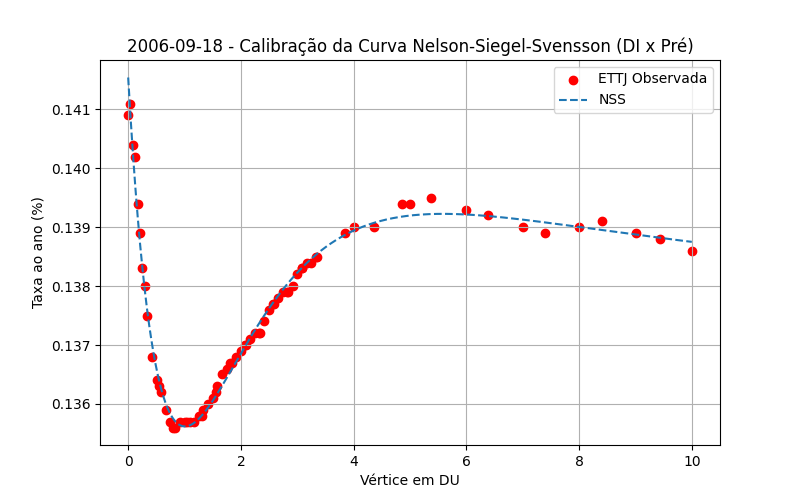 2006-09-18 - Calibração da Curva Nelson-Siegel-Svensson (DI x Pré)
ETTJ Observada
NSS
Taxa ao ano (%)
0.141
0.140
0.139
0.138
0.137
0.136
0 2 4 6 8 10
Vértice em DU